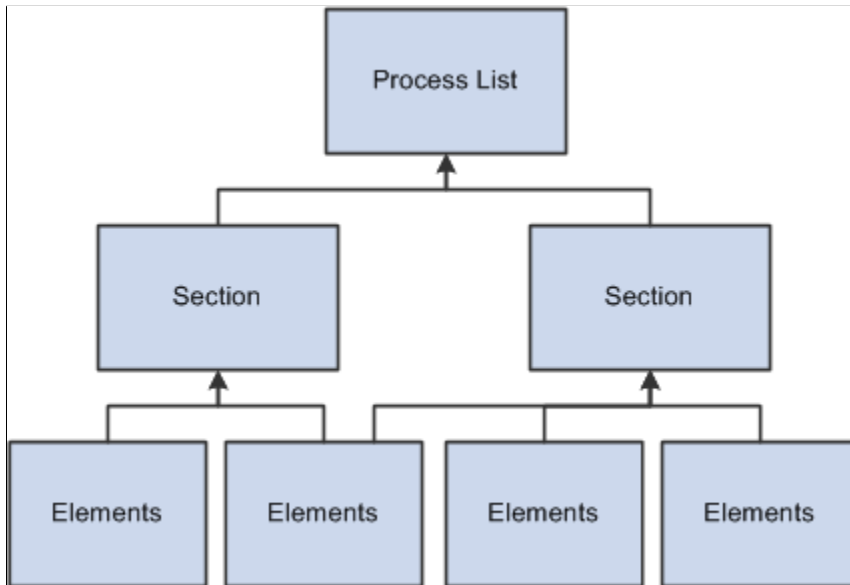 Process List
Section
Section
Elements
Elements
Elements
Elements